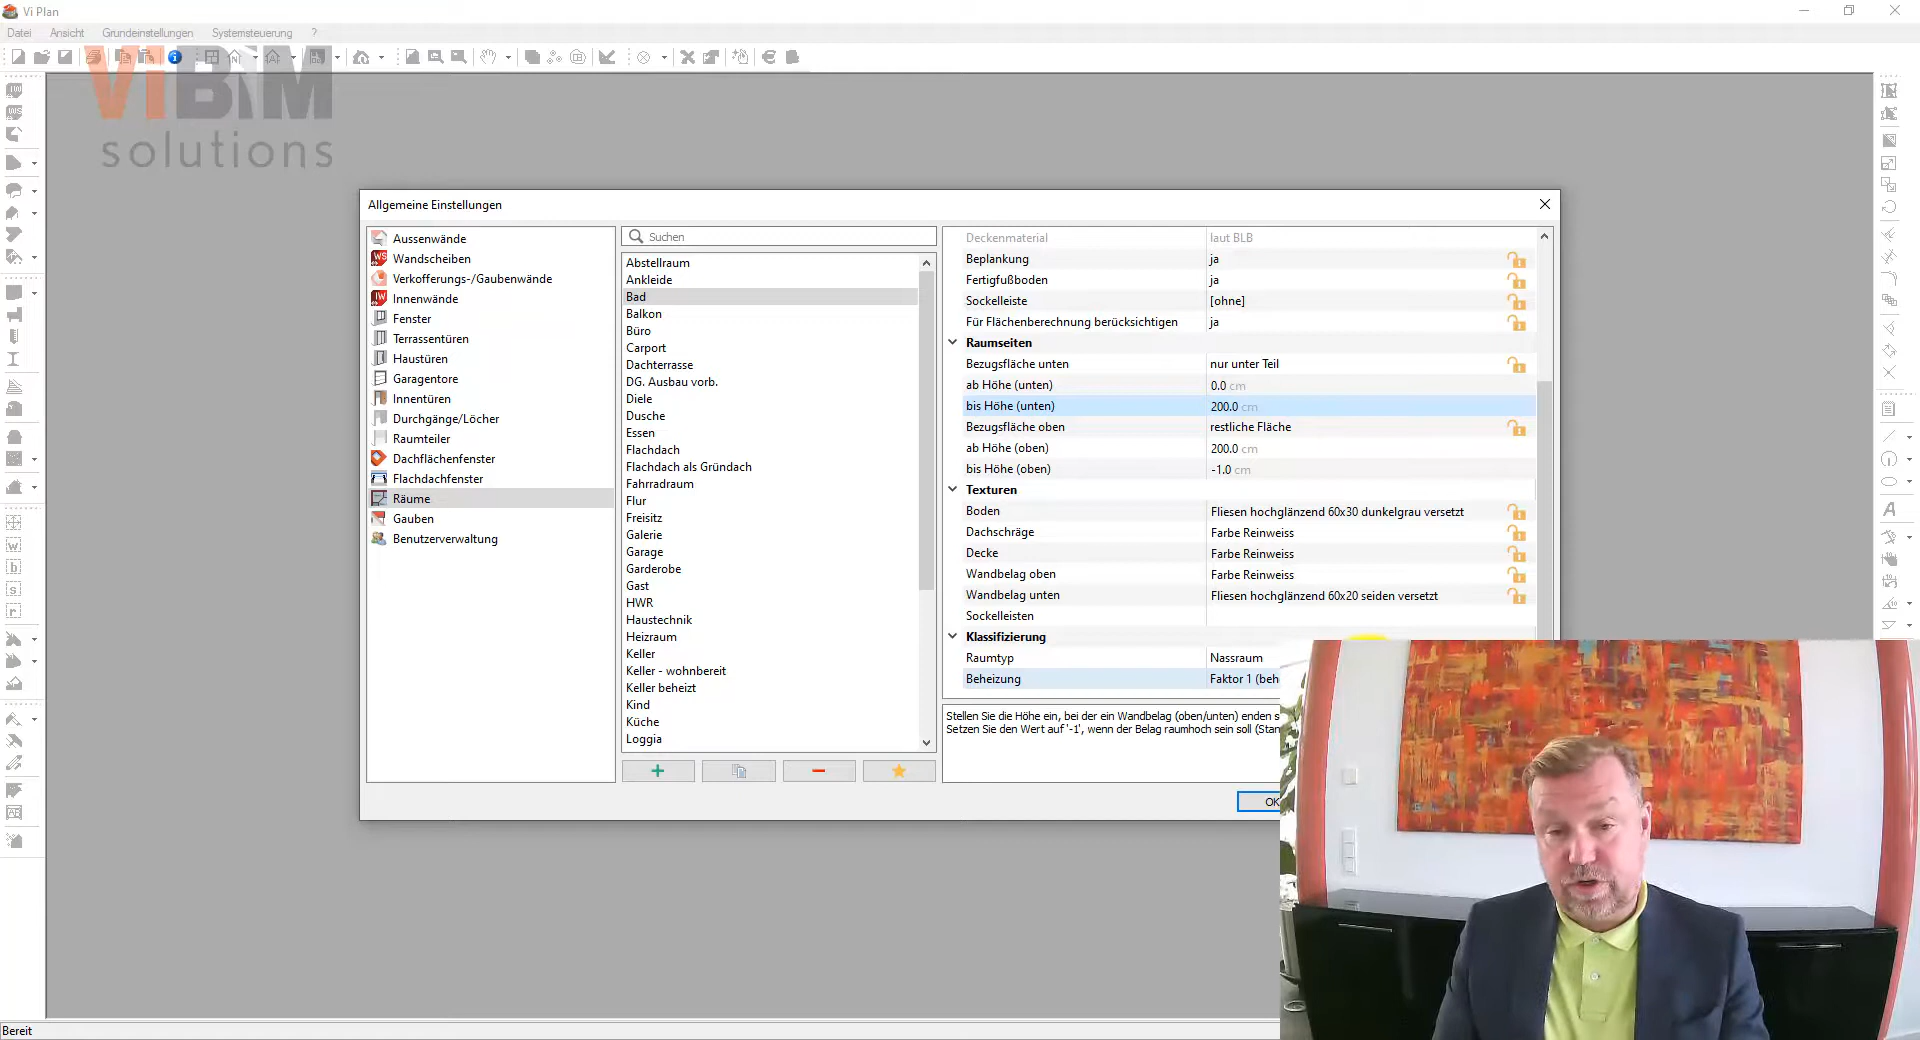 Vi Plan
Datei Ansicht Grundeinstellungen Systemsteuerung ?
ViBiM
solutions
Allgemeine Einstellungen
Aussenwände
Wandscheiben
Verkofferungs-/Gaubenwände
Innenwände
Fenster
Terrassentüren
Haustüren
Garagentore
Innentüren
Durchgänge/Löcher
Raumteiler
Dachflächenfenster
Flachdachfenster
Räume
Gauben
Benutzerverwaltung
Suchen
Abstellraum
Ankleide
Bad
Balkon
Büro
Carport
Dachterrasse
DG. Ausbau vorb.
Diele
Dusche
Essen
Flachdach
Flachdach als Gründach
Fahrradraum
Flur
Freisitz
Galerie
Garage
Garderobe
Gast
HWR
Haustechnik
Heizraum
Keller
Keller - wohnbereit
Keller beheizt
Kind
Küche
Loggia
Deckenmaterial laut BLB
Beplankung ja
Fertigfußboden ja
Sockelleiste [ohne]
Für Flächenberechnung berücksichtigen ja
Raumseiten
Bezugsfläche unten nur unter Teil
ab Höhe (unten) 0.0 cm
bis Höhe (unten) 200.0 cm
Bezugsfläche oben restliche Fläche
ab Höhe (oben) 200.0 cm
bis Höhe (oben) -1.0 cm
Texturen
Boden Fliesen hochglänzend 60x30 dunkelgrau versetzt
Dachschräge Farbe Reinweiss
Decke Farbe Reinweiss
Wandbelag oben Farbe Reinweiss
Wandbelag unten Fliesen hochglänzend 60x20 seiden versetzt
Sockelleisten
Klassifizierung
Raumtyp Nassraum
Beheizung Faktor 1 (beh
Stellen Sie die Höhe ein, bei der ein Wandbelag (oben/unten) enden s
Setzen Sie den Wert auf '-1', wenn der Belag raumhoch sein soll (Stan
OK
Bereit